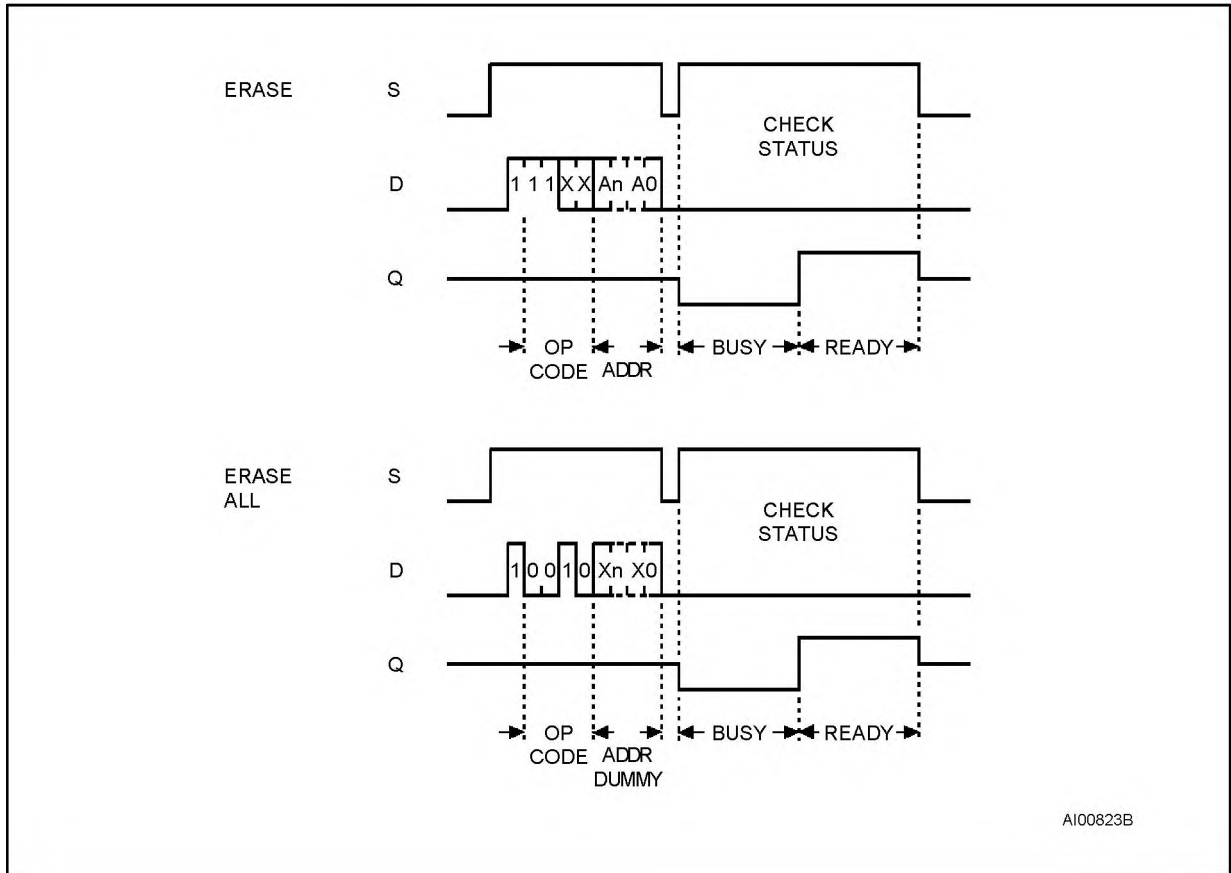 ERASE S
CHECK
STATUS
D 1 1 1 X X An A0
Q
OP
CODE ADDR BUSY READY
ERASE
ALL S
CHECK
STATUS
D 1 0 0 1 0 Xn X0
Q
OP
CODE ADDR
DUMMY BUSY READY
AI00823B